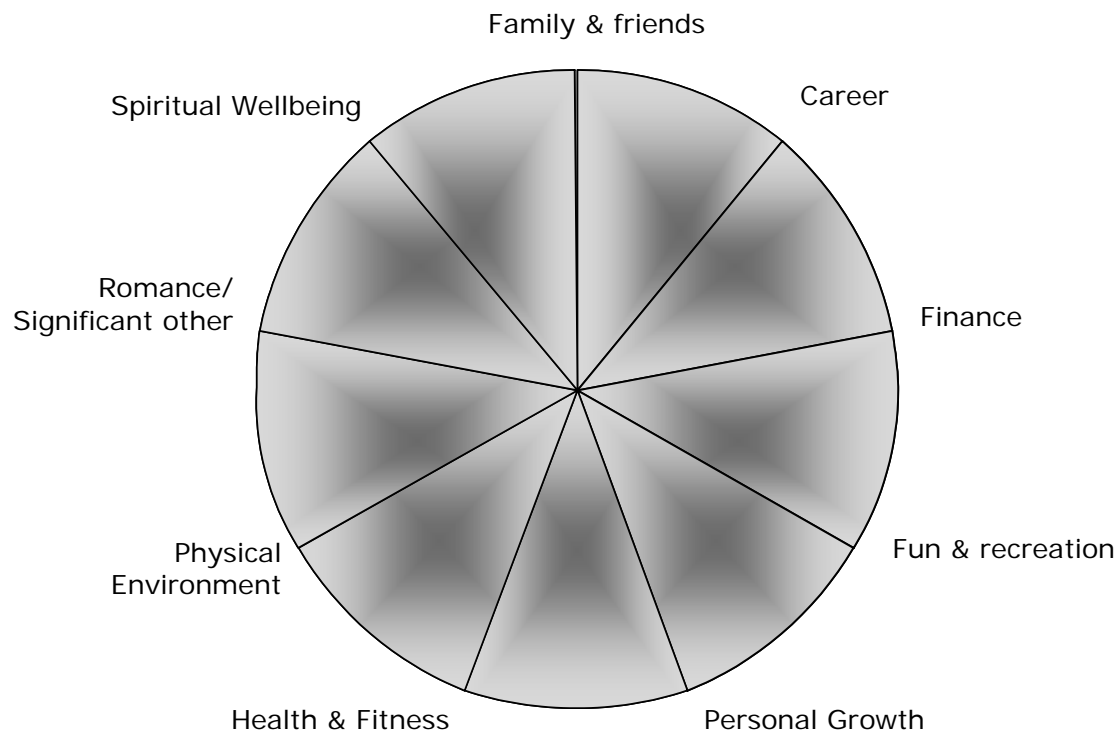 Family & friends
Career
Finance
Fun & recreation
Personal Growth
Health & Fitness
Physical
Environment
Romance/
Significant other
Spiritual Wellbeing